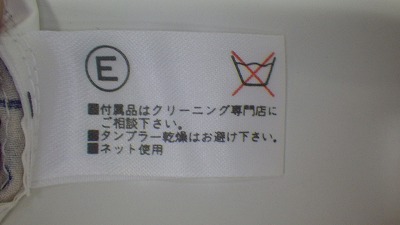 E
■付属品はクリーニング専門店に
ご相談下さい。
■タンブラー乾燥はお避け下さい。
■ネット使用